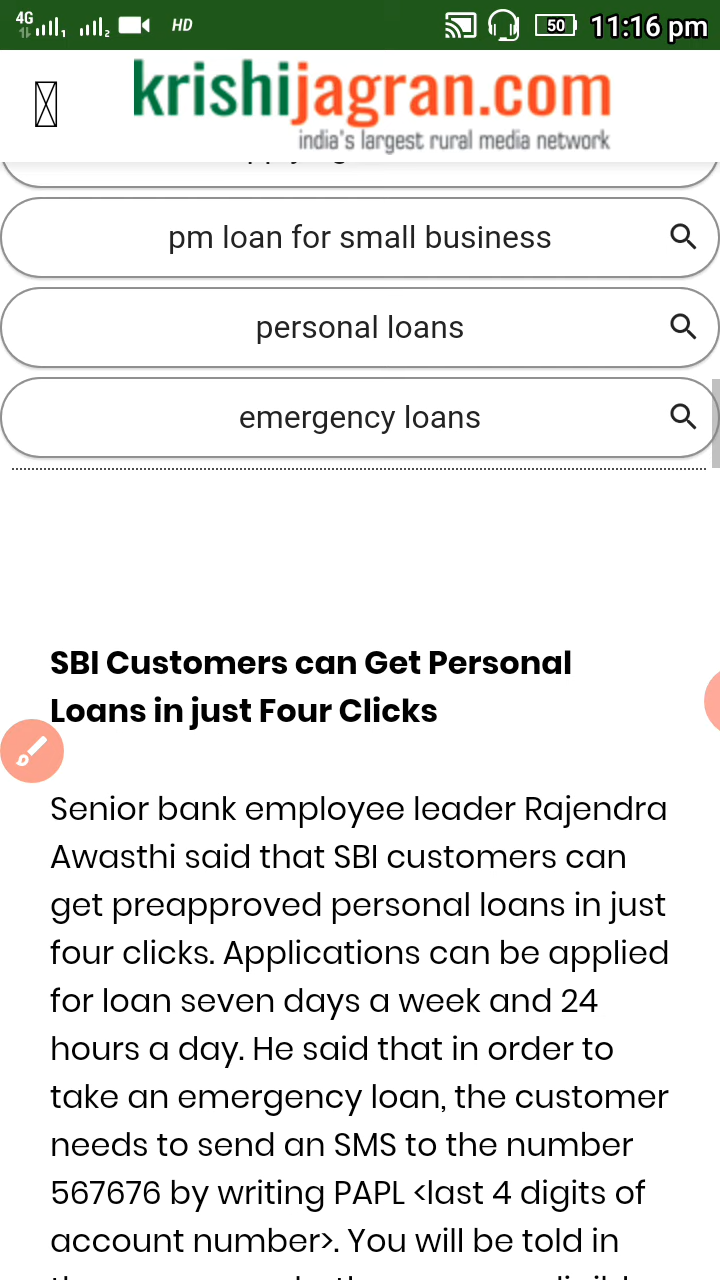 4G 1 2 HD 50 11:16 pm
krishijagran.com
india's largest rural media network
pm loan for small business
personal loans
emergency loans
SBI Customers can Get Personal
Loans in just Four Clicks
Senior bank employee leader Rajendra
Awasthi said that SBI customers can
get preapproved personal loans in just
four clicks. Applications can be applied
for loan seven days a week and 24
hours a day. He said that in order to
take an emergency loan, the customer
needs to send an SMS to the number
567676 by writing PAPL <last 4 digits of
account number>. You will be told in